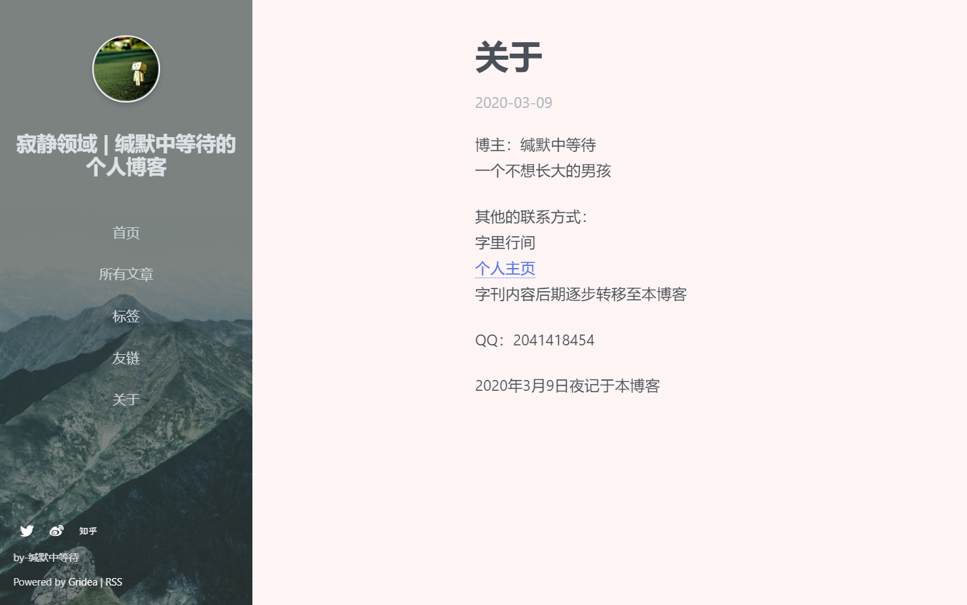 寂静领域 | 缄默中等待的
个人博客
首页
所有文章
标签
友链
关于
知乎
by-缄默中等待
Powered by Gridea | RSS
关于
2020-03-09
博主：缄默中等待
一个不想长大的男孩
其他的联系方式：
字里行间
个人主页
字刊内容后期逐步转移至本博客
QQ：2041418454
2020年3月9日夜记于本博客